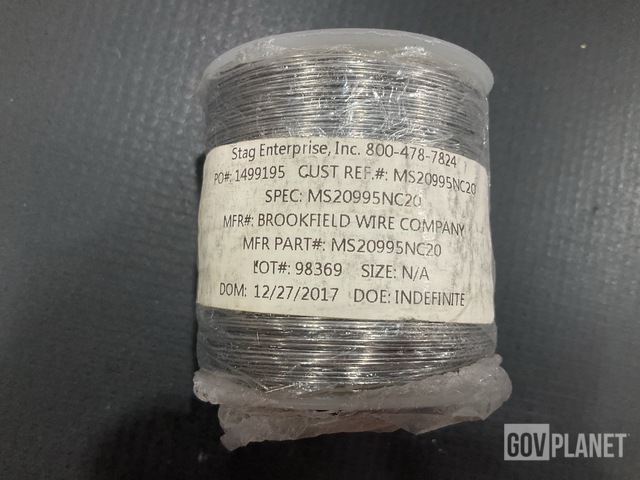 Stag Enterprise, Inc. 800-478-7824
PO#: 1499195 CUST REF.#: MS20995NC20
SPEC: MS20995NC20
MFR#: BROOKFIELD WIRE COMPANY
MFR PART#: MS20995NC20
LOT#: 98369 SIZE: N/A
DOM: 12/27/2017 DOE: INDEFINITE
GOVPLANET